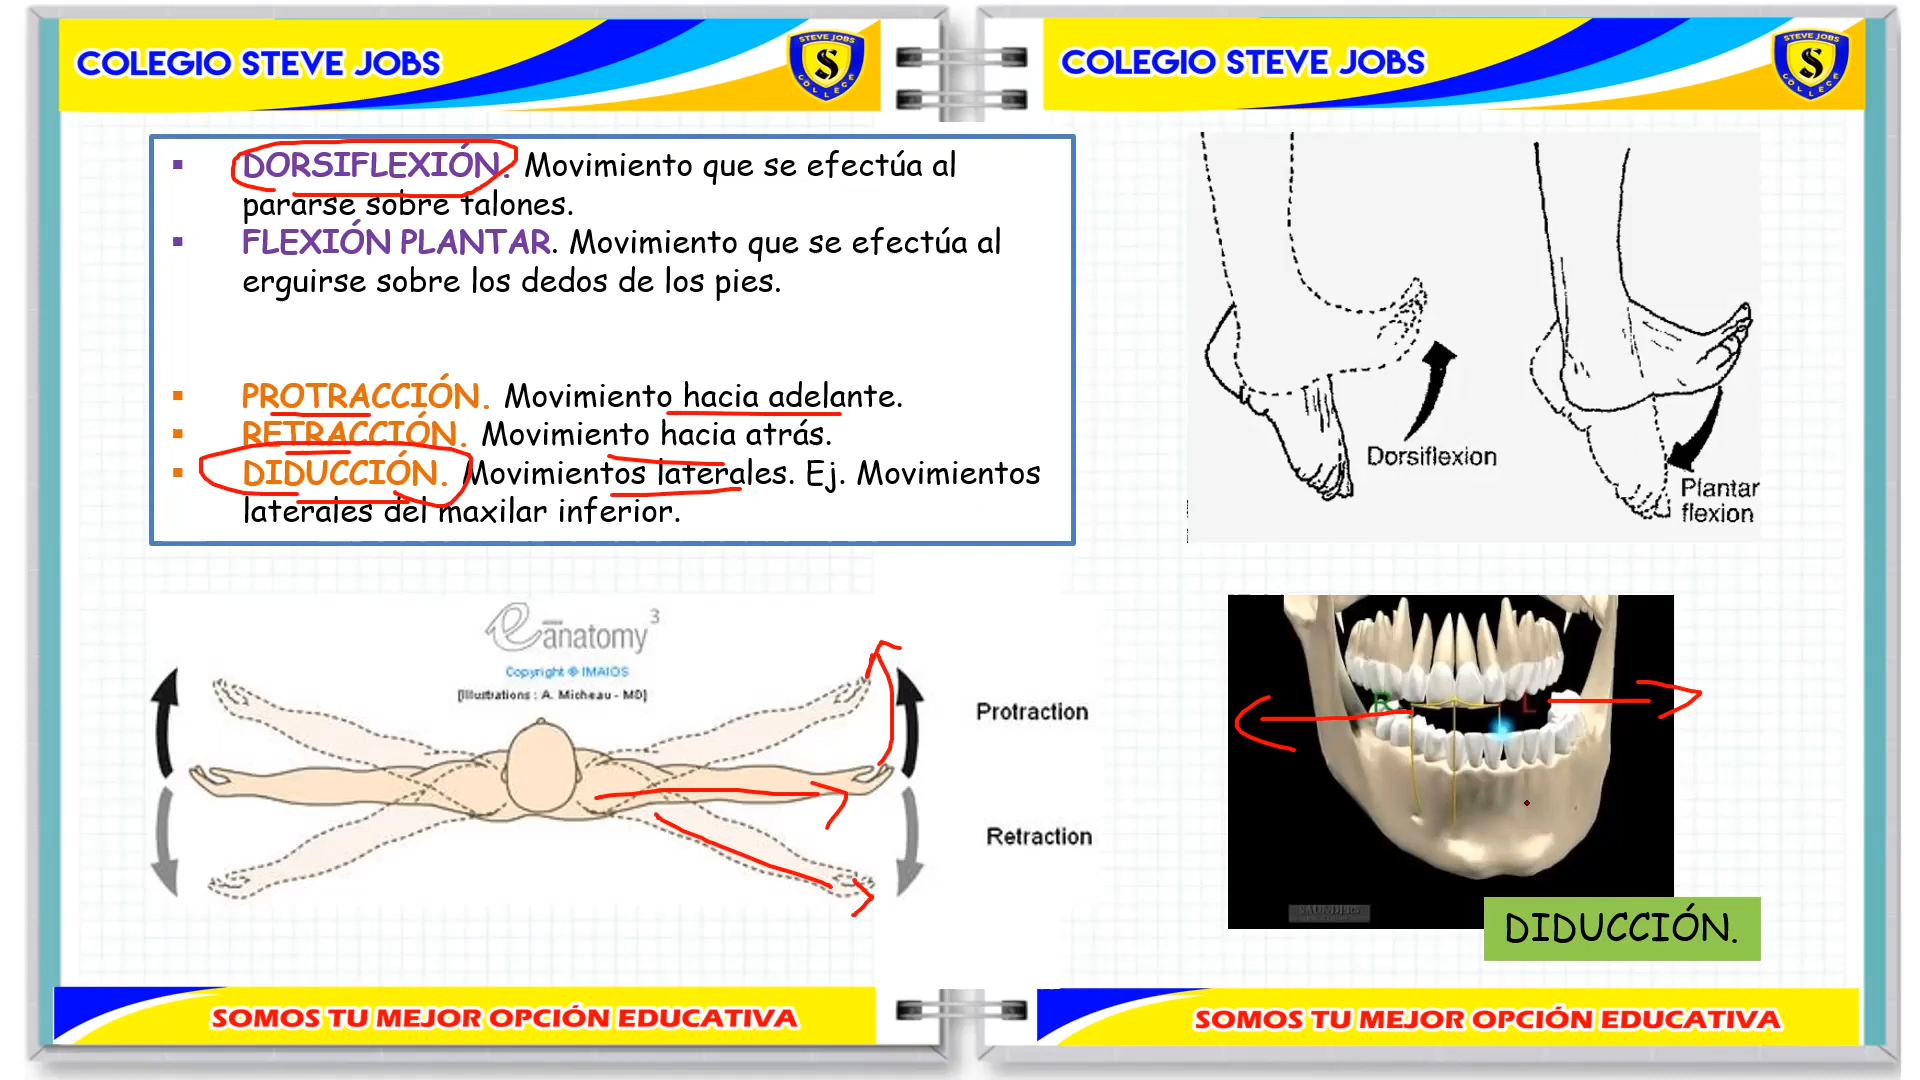 COLEGIO STEVE JOBS
STEVE JOBS
S
COLLEGE
COLEGIO STEVE JOBS
STEVE JOBS
S
COLLEGE
▪ DORSIFLEXIÓN. Movimiento que se efectúa al
pararse sobre talones.
▪ FLEXIÓN PLANTAR. Movimiento que se efectúa al
erguirse sobre los dedos de los pies.
▪ PROTRACCIÓN. Movimiento hacia adelante.
▪ RETRACCIÓN. Movimiento hacia atrás.
▪ DIDUCCIÓN. Movimientos laterales. Ej. Movimientos
laterales del maxilar inferior.
Dorsiflexion
Plantar
flexion
e-anatomy 3
Copyright © IMAIOS
[Illustrations : A. Micheau - MD]
Protraction
Retraction
R
L
SAUNDERS
DIDUCCIÓN.
SOMOS TU MEJOR OPCIÓN EDUCATIVA
SOMOS TU MEJOR OPCIÓN EDUCATIVA